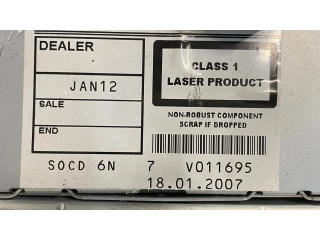 DEALER
JAN12
SALE
END
CLASS 1
LASER PRODUCT
NON-ROBUST COMPONENT
SCRAP IF DROPPED
SOCD 6N 7 V011695
18.01.2007